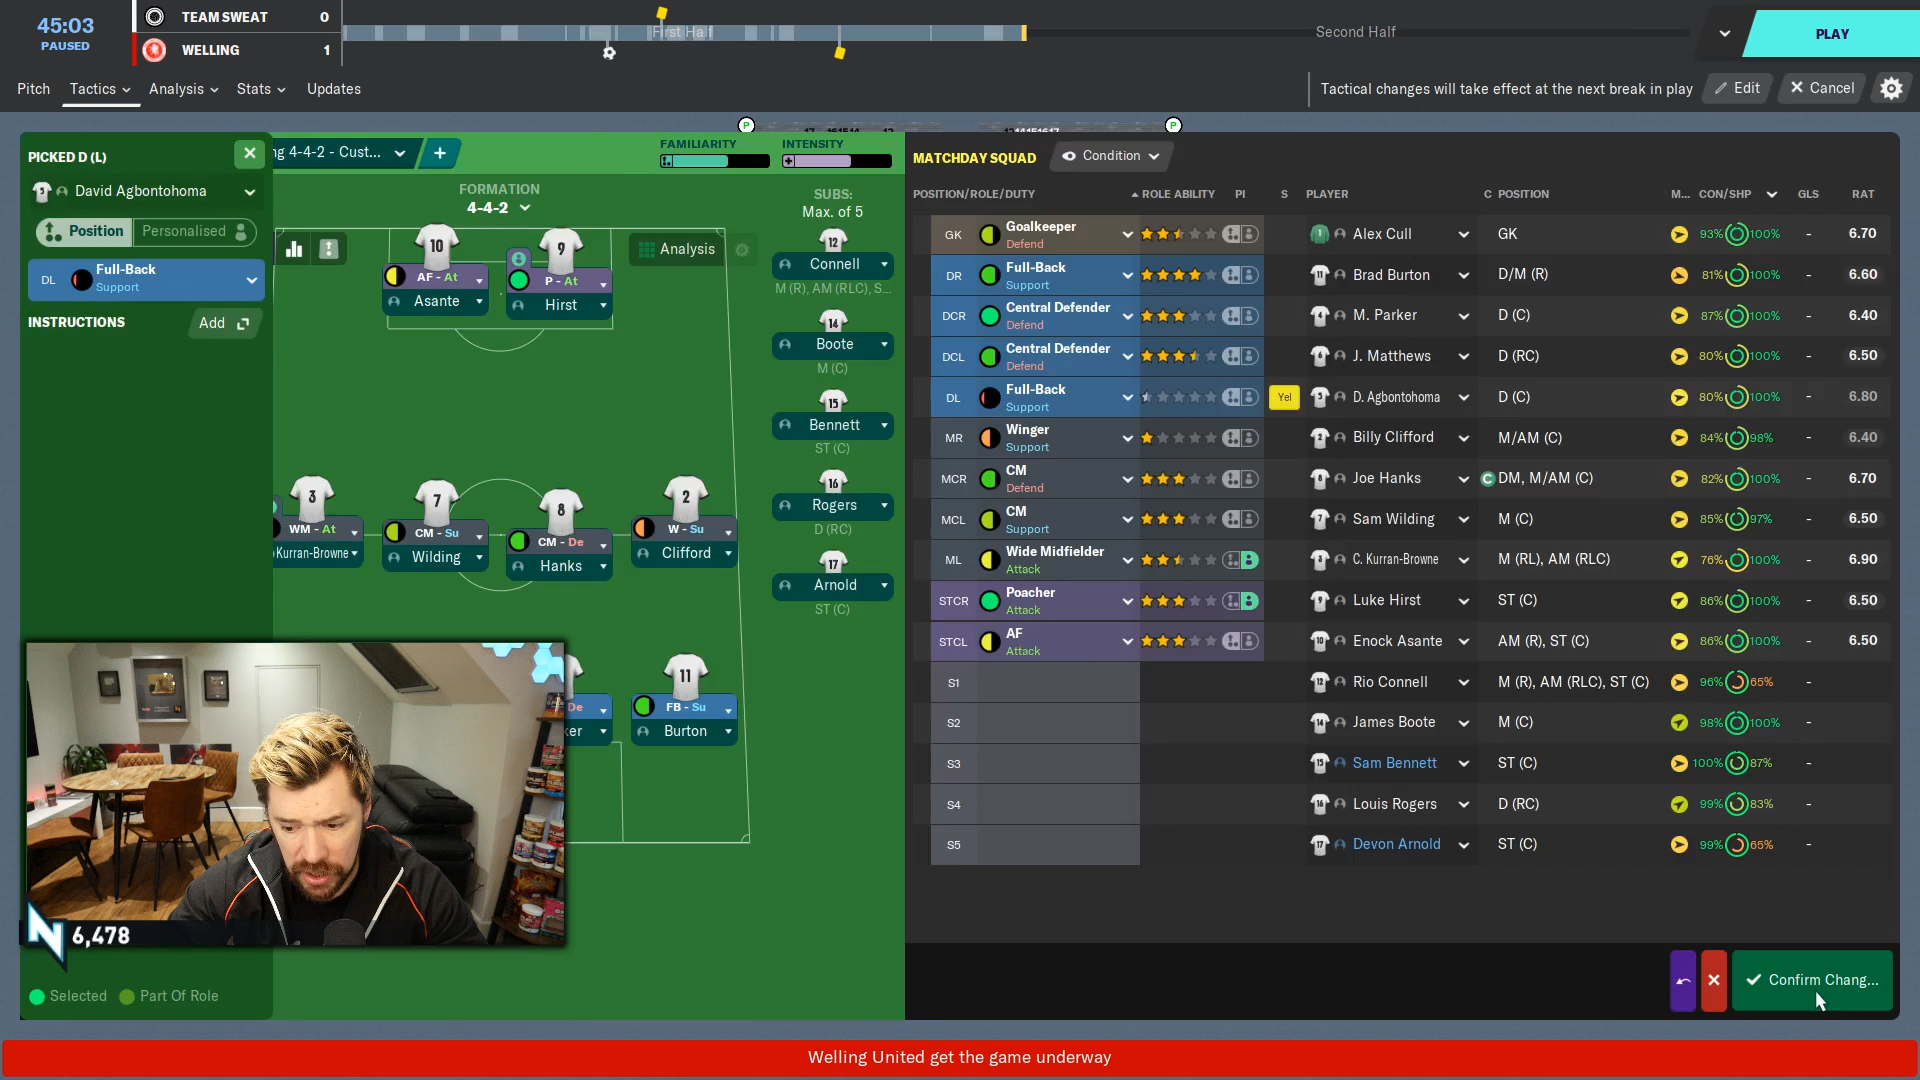 45:03
PAUSED
TEAM SWEAT 0
WELLING 1
First Half
Second Half
PLAY
Pitch
Tactics
Analysis
Stats
Updates
Tactical changes will take effect at the next break in play
Edit
Cancel
PICKED D (L)
David Agbontohoma
Position
Personalised
DL
Full-Back
Support
INSTRUCTIONS
Add
Selected
Part Of Role
g 4-4-2 - Cust...
FAMILIARITY
INTENSITY
FORMATION
4-4-2
Analysis
10
AF - At
Asante
9
P - At
Hirst
3
WM - At
Kurran-Browne
7
CM - Su
Wilding
8
CM - De
Hanks
2
W - Su
Clifford
De
ker
11
FB - Su
Burton
SUBS:
Max. of 5
12
Connell
M (R), AM (RLC), S...
14
Boote
M (C)
15
Bennett
ST (C)
16
Rogers
D (RC)
17
Arnold
ST (C)
MATCHDAY SQUAD
Condition
POSITION/ROLE/DUTY ROLE ABILITY PI S PLAYER C POSITION M... CON/SHP GLS RAT
GK Goalkeeper Defend 1 Alex Cull GK 93% 100% - 6.70
DR Full-Back Support 11 Brad Burton D/M (R) 81% 100% - 6.60
DCR Central Defender Defend M. Parker D (C) 87% 100% - 6.40
DCL Central Defender Defend J. Matthews D (RC) 80% 100% - 6.50
DL Full-Back Support Yel D. Agbontohoma D (C) 80% 100% - 6.80
MR Winger Support 2 Billy Clifford M/AM (C) 84% 98% - 6.40
MCR CM Defend 8 Joe Hanks C DM, M/AM (C) 82% 100% - 6.70
MCL CM Support 7 Sam Wilding M (C) 85% 97% - 6.50
ML Wide Midfielder Attack C. Kurran-Browne M (RL), AM (RLC) 76% 100% - 6.90
STCR Poacher Attack 9 Luke Hirst ST (C) 86% 100% - 6.50
STCL AF Attack 10 Enock Asante AM (R), ST (C) 86% 100% - 6.50
S1 12 Rio Connell M (R), AM (RLC), ST (C) 96% 65% -
S2 14 James Boote M (C) 98% 100% -
S3 15 Sam Bennett ST (C) 100% 87% -
S4 16 Louis Rogers D (RC) 99% 83% -
S5 17 Devon Arnold ST (C) 99% 65% -
Confirm Chang...
N 6,478
Welling United get the game underway